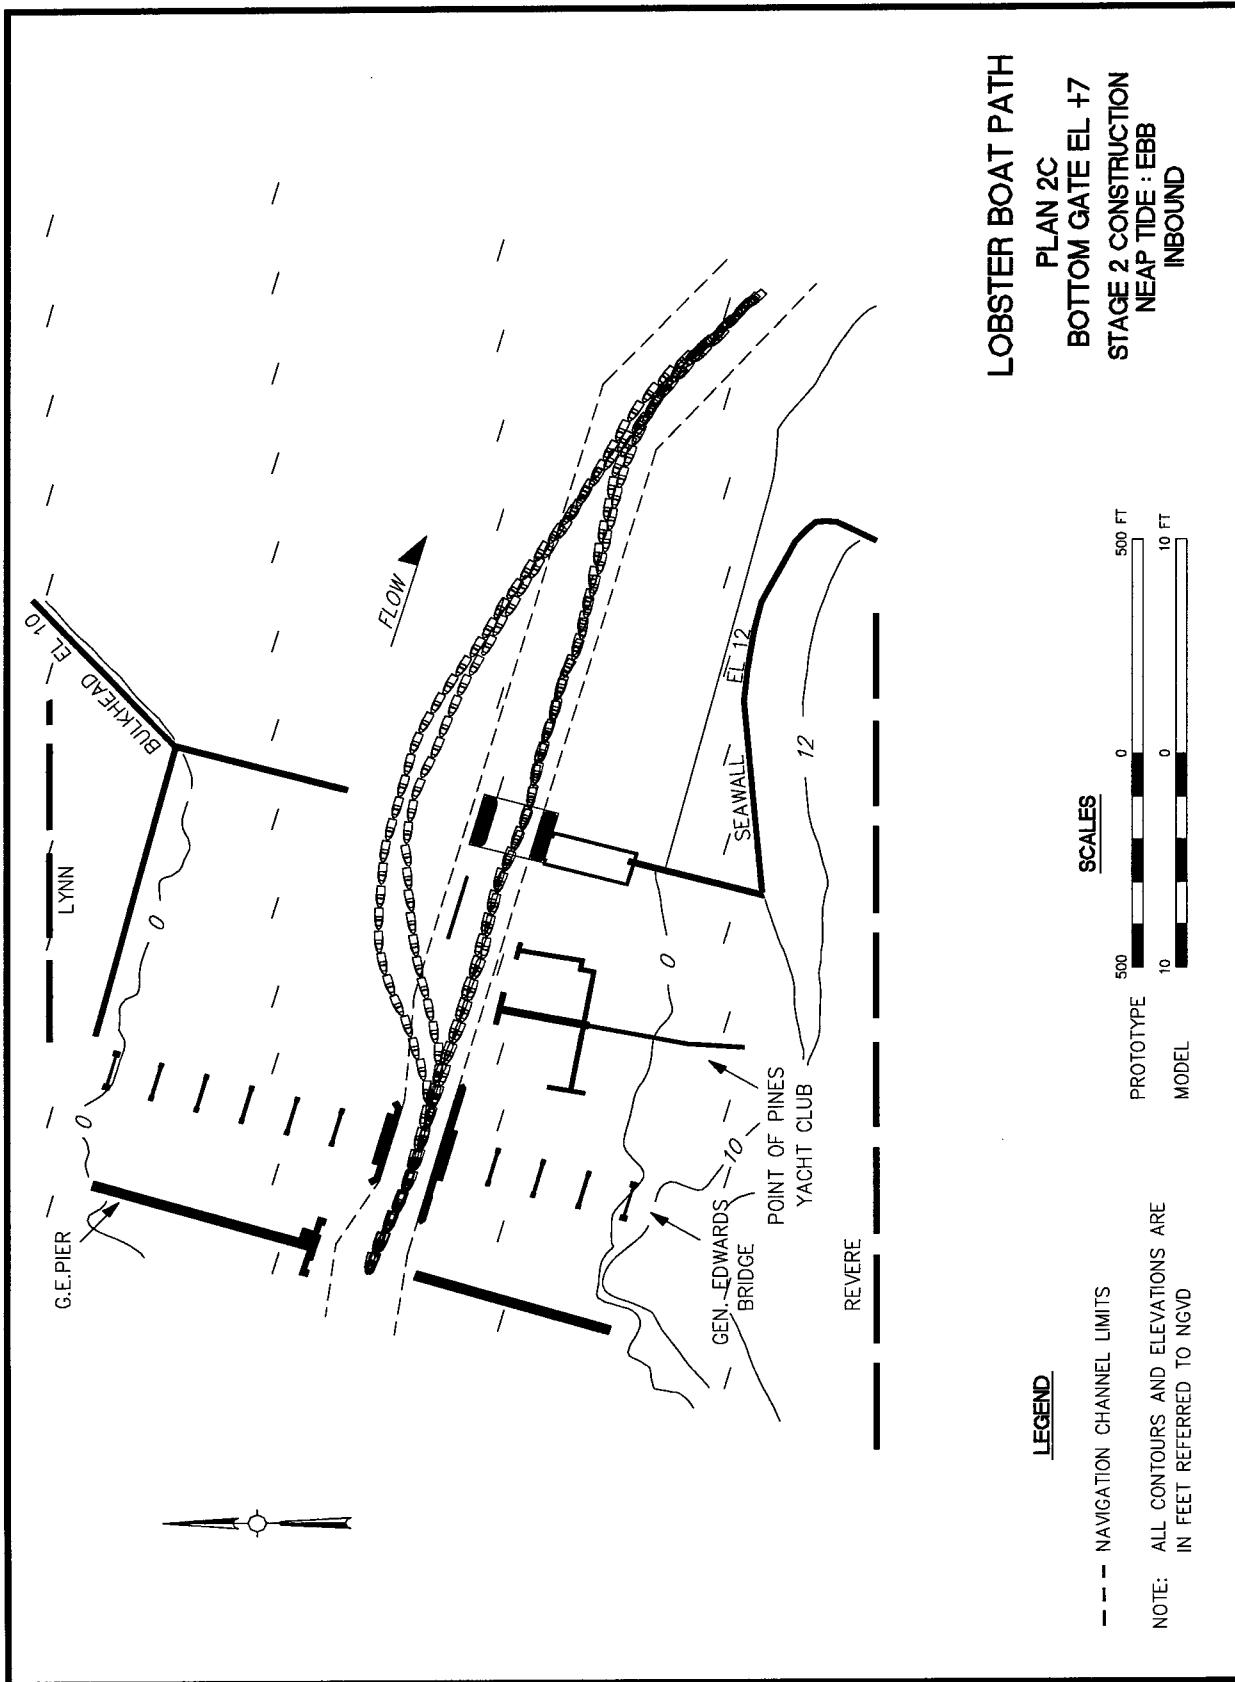 LYNN
BULKHEAD
EL 10
G.E.PIER
0
0
FLOW
SEAWALL
EL 12
12
0
10
POINT OF PINES
YACHT CLUB
GEN. EDWARDS
BRIDGE
REVERE
LOBSTER BOAT PATH
PLAN 2C
BOTTOM GATE EL +7
STAGE 2 CONSTRUCTION
NEAP TIDE : EBB
INBOUND
SCALES
PROTOTYPE 500 0 500 FT
MODEL 10 0 10 FT
LEGEND
NAVIGATION CHANNEL LIMITS
NOTE: ALL CONTOURS AND ELEVATIONS ARE
IN FEET REFERRED TO NGVD